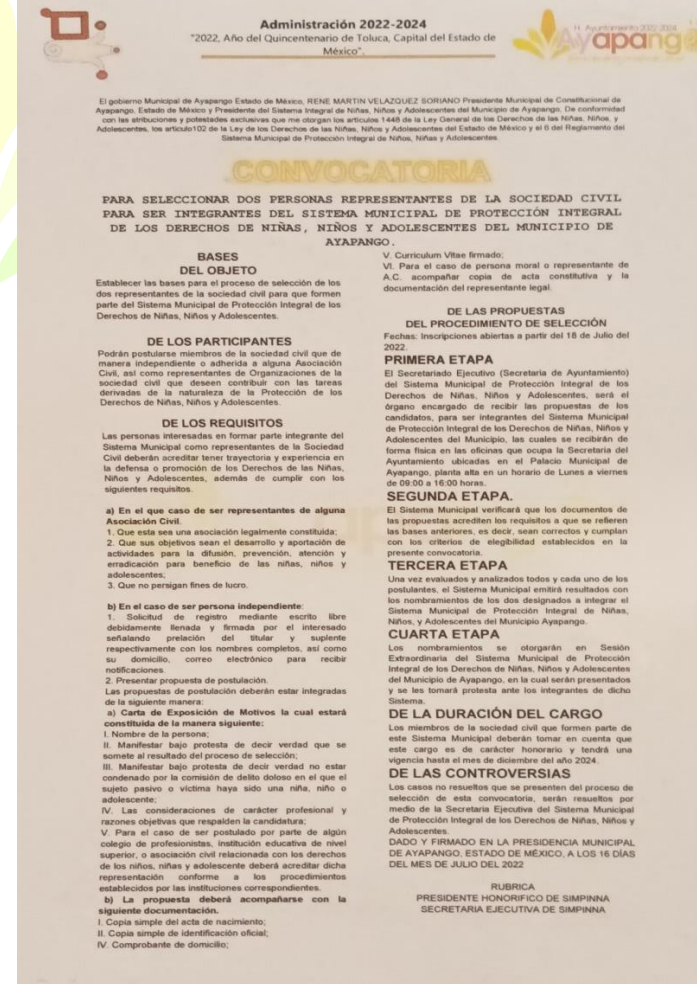 Administración 2022-2024
"2022, Año del Quincentenario de Toluca, Capital del Estado de
México".
H. Ayuntamiento 2022-2024
Ayapango
El gobierno Municipal de Ayapango Estado de México, RENE MARTIN VELAZQUEZ SORIANO Presidente Municipal de Constitucional de
Ayapango, Estado de México y Presidente del Sistema Integral de Niñas, Niños y Adolescentes del Municipio de Ayapango, De conformidad
con las atribuciones y potestades exclusivas que me otorgan los artículos 1448 de la Ley General de los Derechos de las Niñas, Niños, y
Adolescentes, los articulo102 de la Ley de los Derechos de las Niñas, Niños y Adolescentes del Estado de México y el 6 del Reglamento del
Sistema Municipal de Protección Integral de Niños, Niñas y Adolescentes.
CONVOCATORIA
PARA SELECCIONAR DOS PERSONAS REPRESENTANTES DE LA SOCIEDAD CIVIL
PARA SER INTEGRANTES DEL SISTEMA MUNICIPAL DE PROTECCIÓN INTEGRAL
DE LOS DERECHOS DE NIÑAS, NIÑOS Y ADOLESCENTES DEL MUNICIPIO DE
AYAPANGO.
BASES
DEL OBJETO
Establecer las bases para el proceso de selección de los
dos representantes de la sociedad civil para que formen
parte del Sistema Municipal de Protección Integral de los
Derechos de Niñas, Niños y Adolescentes.
DE LOS PARTICIPANTES
Podrán postularse miembros de la sociedad civil que de
manera independiente o adherida a alguna Asociación
Civil, así como representantes de Organizaciones de la
sociedad civil que deseen contribuir con las tareas
derivadas de la naturaleza de la Protección de los
Derechos de Niñas, Niños y Adolescentes.
DE LOS REQUISITOS
Las personas interesadas en formar parte integrante del
Sistema Municipal como representantes de la Sociedad
Civil deberán acreditar tener trayectoria y experiencia en
la defensa o promoción de los Derechos de las Niñas,
Niños y Adolescentes, además de cumplir con los
siguientes requisitos.
a) En el que caso de ser representantes de alguna
Asociación Civil.
1. Que esta sea una asociación legalmente constituida;
2. Que sus objetivos sean el desarrollo y aportación de
actividades para la difusión, prevención, atención y
erradicación para beneficio de las niñas, niños y
adolescentes;
3. Que no persigan fines de lucro.
b) En el caso de ser persona independiente:
1. Solicitud de registro mediante escrito libre
debidamente llenada y firmada por el interesado
señalando prelación del titular y suplente
respectivamente con los nombres completos, así como
su domicilio, correo electrónico para recibir
notificaciones.
2. Presentar propuesta de postulación.
Las propuestas de postulación deberán estar integradas
de la siguiente manera:
a) Carta de Exposición de Motivos la cual estará
constituida de la manera siguiente:
I. Nombre de la persona;
II. Manifestar bajo protesta de decir verdad que se
somete al resultado del proceso de selección;
III. Manifestar bajo protesta de decir verdad no estar
condenado por la comisión de delito doloso en el que el
sujeto pasivo o víctima haya sido una niña, niño o
adolescente;
IV. Las consideraciones de carácter profesional y
razones objetivas que respalden la candidatura;
V. Para el caso de ser postulado por parte de algún
colegio de profesionistas, institución educativa de nivel
superior, o asociación civil relacionada con los derechos
de los niños, niñas y adolescente deberá acreditar dicha
representación conforme a los procedimientos
establecidos por las instituciones correspondientes.
b) La propuesta deberá acompañarse con la
siguiente documentación.
I. Copia simple del acta de nacimiento;
II. Copia simple de identificación oficial;
IV. Comprobante de domicilio;
V. Curriculum Vitae firmado;
VI. Para el caso de persona moral o representante de
A.C. acompañar copia de acta constitutiva y la
documentación del representante legal.
DE LAS PROPUESTAS
DEL PROCEDIMIENTO DE SELECCIÓN
Fechas: Inscripciones abiertas a partir del 18 de Julio del
2022.
PRIMERA ETAPA
El Secretariado Ejecutivo (Secretaria de Ayuntamiento)
del Sistema Municipal de Protección Integral de los
Derechos de Niñas, Niños y Adolescentes, será el
órgano encargado de recibir las propuestas de los
candidatos, para ser integrantes del Sistema Municipal
de Protección Integral de los Derechos de Niñas, Niños y
Adolescentes del Municipio, las cuales se recibirán de
forma física en las oficinas que ocupa la Secretaria del
Ayuntamiento ubicadas en el Palacio Municipal de
Ayapango, planta alta en un horario de Lunes a viernes
de 09:00 a 16:00 horas.
SEGUNDA ETAPA.
El Sistema Municipal verificará que los documentos de
las propuestas acrediten los requisitos a que se refieren
las bases anteriores, es decir, sean correctos y cumplan
con los criterios de elegibilidad establecidos en la
presente convocatoria.
TERCERA ETAPA
Una vez evaluados y analizados todos y cada uno de los
postulantes, el Sistema Municipal emitirá resultados con
los nombramientos de los dos designados a integrar el
Sistema Municipal de Protección Integral de Niñas,
Niños, y Adolescentes del Municipio Ayapango.
CUARTA ETAPA
Los nombramientos se otorgarán en Sesión
Extraordinaria del Sistema Municipal de Protección
Integral de los Derechos de Niñas, Niños y Adolescentes
del Municipio de Ayapango, en la cual serán presentados
y se les tomará protesta ante los integrantes de dicho
Sistema.
DE LA DURACIÓN DEL CARGO
Los miembros de la sociedad civil que formen parte de
este Sistema Municipal deberán tomar en cuenta que
este cargo es de carácter honorario y tendrá una
vigencia hasta el mes de diciembre del año 2024.
DE LAS CONTROVERSIAS
Los casos no resueltos que se presenten del proceso de
selección de esta convocatoria, serán resueltos por
medio de la Secretaria Ejecutiva del Sistema Municipal
de Protección Integral de los Derechos de Niñas, Niños y
Adolescentes.
DADO Y FIRMADO EN LA PRESIDENCIA MUNICIPAL
DE AYAPANGO, ESTADO DE MÉXICO, A LOS 16 DÍAS
DEL MES DE JULIO DEL 2022
RUBRICA
PRESIDENTE HONORIFICO DE SIMPINNA
SECRETARIA EJECUTIVA DE SIMPINNA